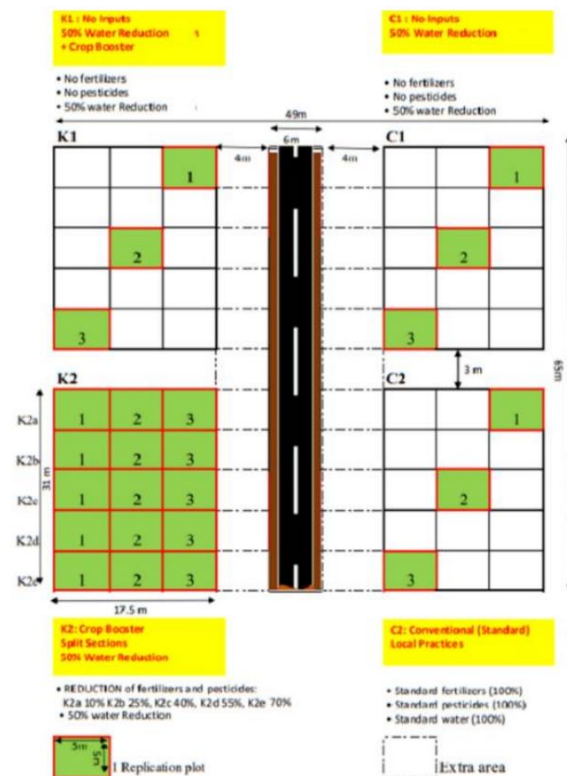 K1 : No Inputs
50% Water Reduction
+ Crop Booster
C1 : No Inputs
50% Water Reduction
• No fertilizers
• No pesticides
• 50% water Reduction
• No fertilizers
• No pesticides
• 50% water Reduction
49m
6m
4m
4m
K1
C1
1
2
3
1
2
3
3 m
65m
K2
C2
K2a
1 2 3
K2b
1 2 3
K2c
1 2 3
K2d
1 2 3
K2e
1 2 3
31 m
17.5 m
1
2
3
K2: Crop Booster
Split Sections
50% Water Reduction
C2: Conventional (Standard)
Local Practices
• REDUCTION of fertilizers and pesticides:
K2a 10% K2b 25%, K2c 40%, K2d 55%, K2e 70%
• 50% water Reduction
• Standard fertilizers (100%)
• Standard pesticides (100%)
• Standard water (100%)
5m
5m
1 Replication plot
Extra area